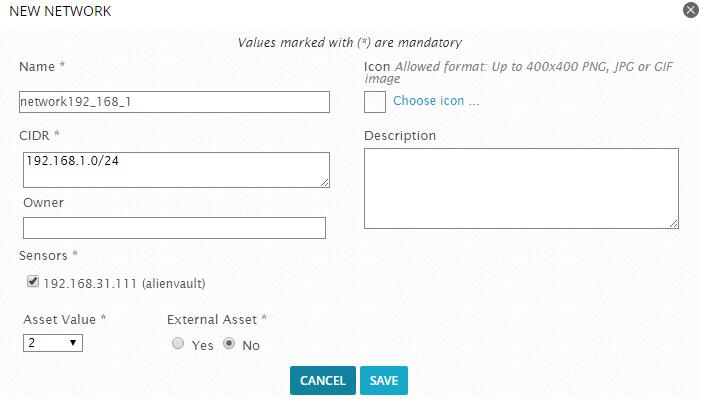 NEW NETWORK
Values marked with (*) are mandatory
Name *
network192_168_1
Icon Allowed format: Up to 400x400 PNG, JPG or GIF
image
Choose icon ...
CIDR *
192.168.1.0/24
Description
Owner
Sensors *
192.168.31.111 (alienvault)
Asset Value *
2
External Asset *
Yes No
CANCEL SAVE